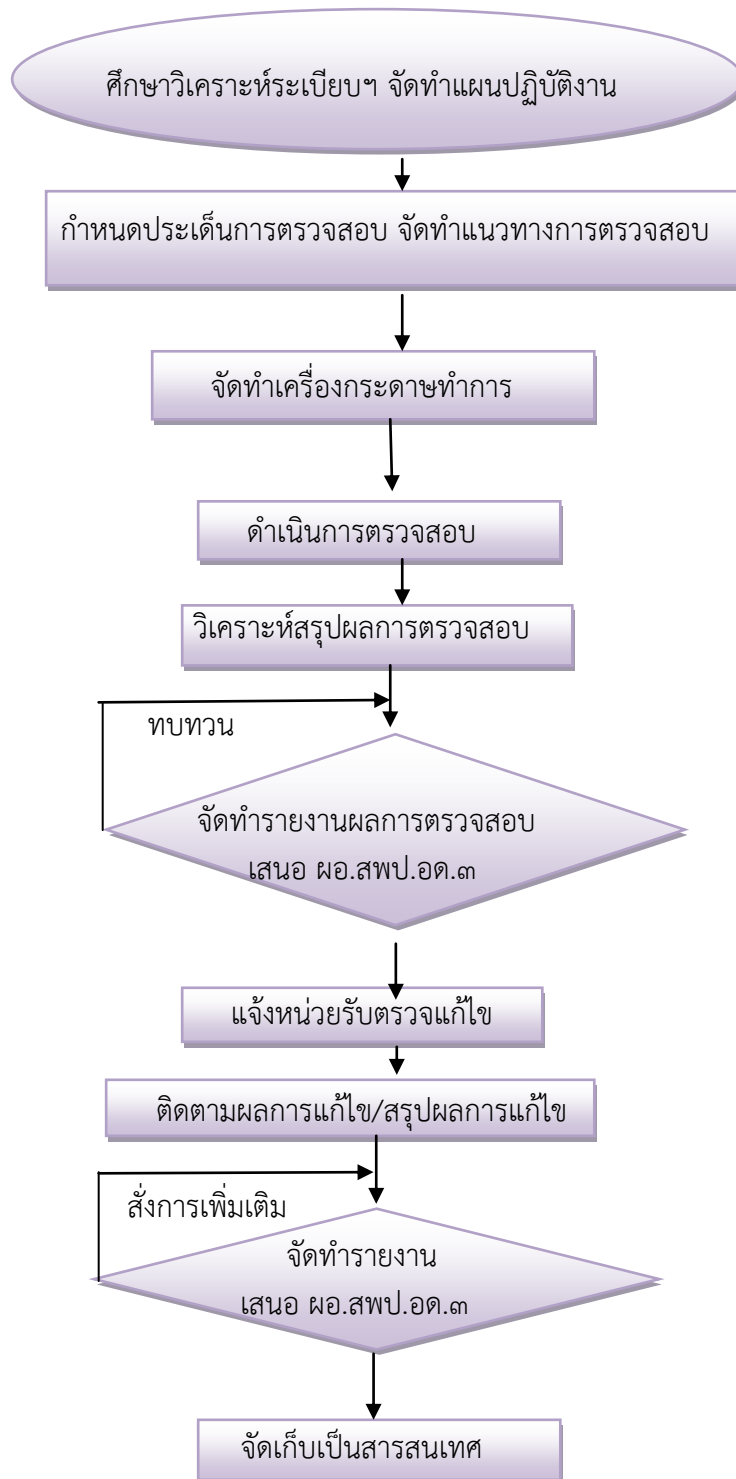 ศึกษาวิเคราะห์ระเบียบฯ จัดทำแผนปฏิบัติงาน
กำหนดประเด็นการตรวจสอบ จัดทำแนวทางการตรวจสอบ
จัดทำเครื่องกระดาษทำการ
ดำเนินการตรวจสอบ
วิเคราะห์สรุปผลการตรวจสอบ
ทบทวน
จัดทำรายงานผลการตรวจสอบ
เสนอ ผอ.สพป.อด.๓
แจ้งหน่วยรับตรวจแก้ไข
ติดตามผลการแก้ไข/สรุปผลการแก้ไข
สั่งการเพิ่มเติม
จัดทำรายงาน
เสนอ ผอ.สพป.อด.๓
จัดเก็บเป็นสารสนเทศ